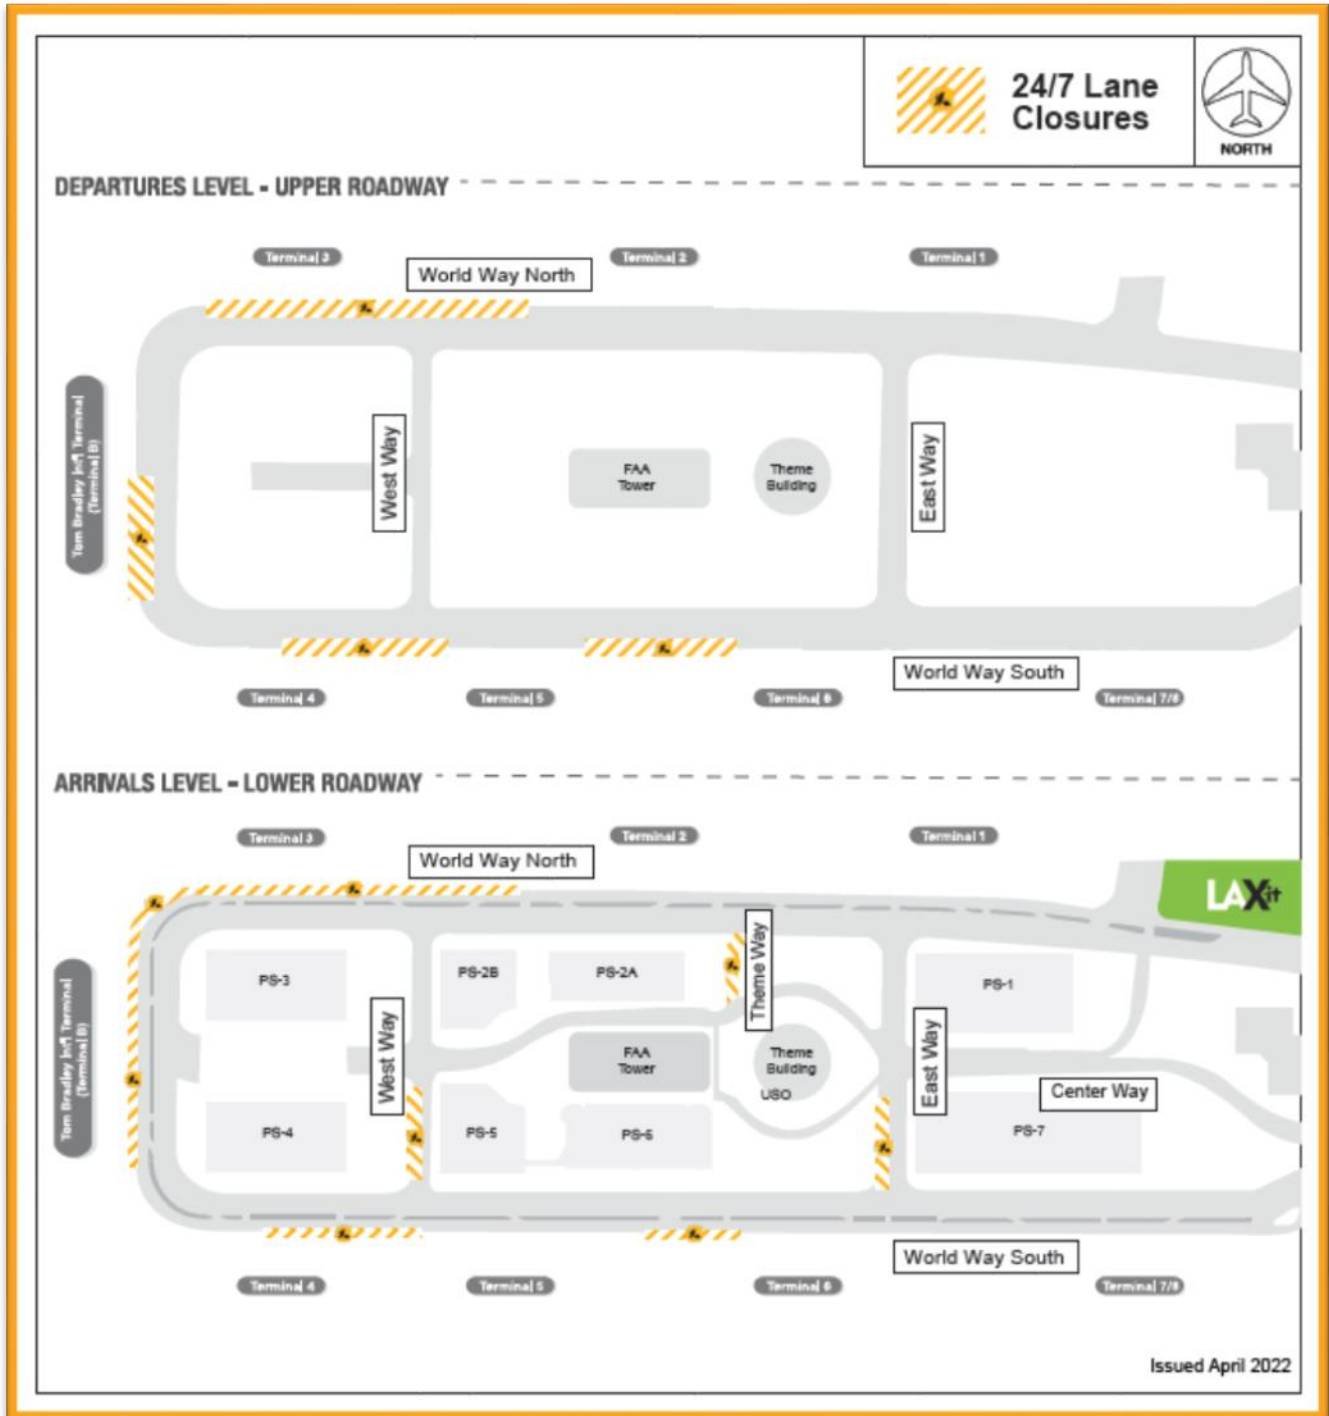 24/7 Lane
Closures
NORTH
DEPARTURES LEVEL - UPPER ROADWAY
Terminal 3
World Way North
Terminal 2
Terminal 1
Tom Bradley Int'l Terminal
(Terminal B)
West Way
FAA
Tower
Theme
Building
East Way
World Way South
Terminal 4
Terminal 5
Terminal 6
Terminal 7/8
ARRIVALS LEVEL - LOWER ROADWAY
Terminal 3
World Way North
Terminal 2
Terminal 1
LAXit
Tom Bradley Int'l Terminal
(Terminal B)
PS-3
PS-2B
PS-2A
Theme Way
PS-1
West Way
FAA
Tower
Theme
Building
USO
East Way
Center Way
PS-4
PS-5
PS-6
PS-7
World Way South
Terminal 4
Terminal 5
Terminal 6
Terminal 7/8
Issued April 2022